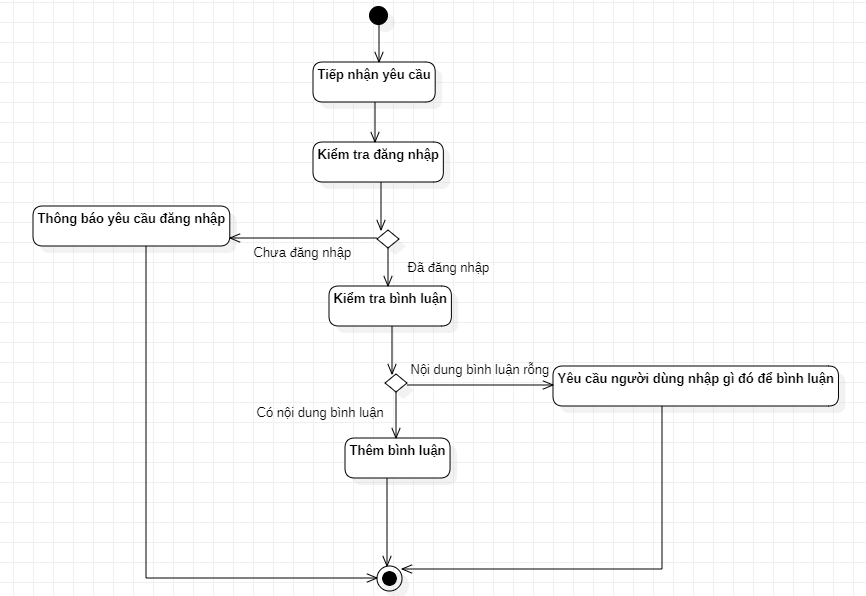 Tiếp nhận yêu cầu
Kiểm tra đăng nhập
Thông báo yêu cầu đăng nhập
Chưa đăng nhập
Đã đăng nhập
Kiểm tra bình luận
Nội dung bình luận rỗng
Yêu cầu người dùng nhập gì đó để bình luận
Có nội dung bình luận
Thêm bình luận